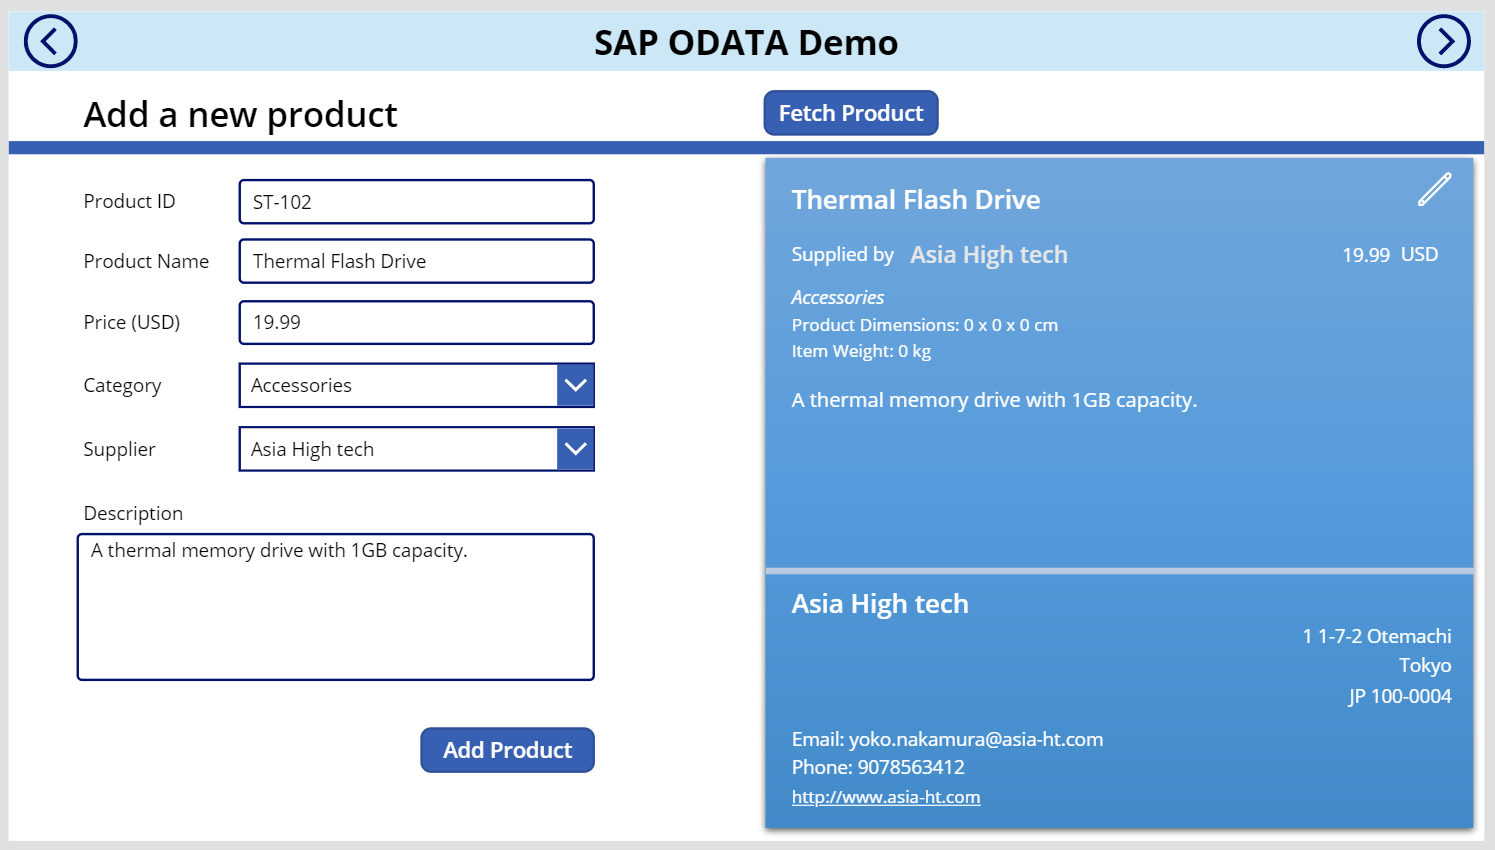 SAP ODATA Demo
Add a new product
Fetch Product
Product ID
ST-102
Product Name
Thermal Flash Drive
Price (USD)
19.99
Category
Accessories
Supplier
Asia High tech
Description
A thermal memory drive with 1GB capacity.
Add Product
Thermal Flash Drive
Supplied by Asia High tech 19.99 USD
Accessories
Product Dimensions: 0 x 0 x 0 cm
Item Weight: 0 kg
A thermal memory drive with 1GB capacity.
Asia High tech
1 1-7-2 Otemachi
Tokyo
JP 100-0004
Email: yoko.nakamura@asia-ht.com
Phone: 9078563412
http://www.asia-ht.com